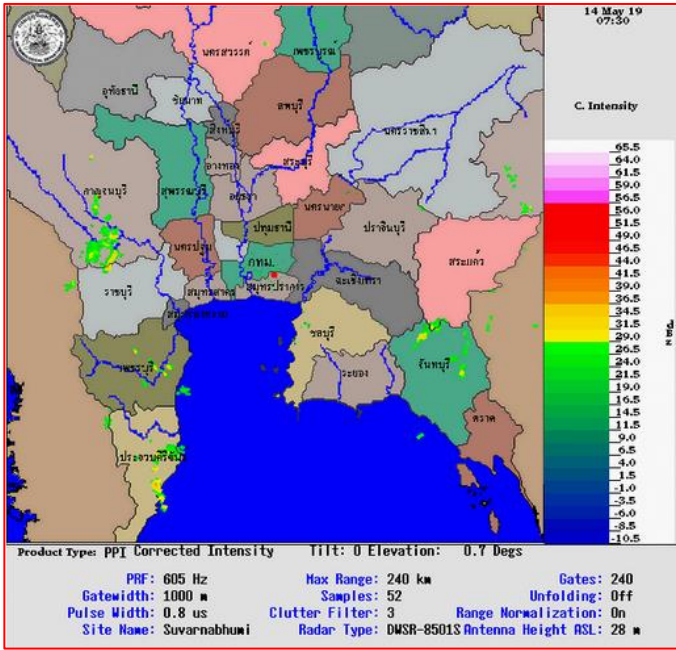 14 May 19
07:30
เพชรบูรณ์
นครสวรรค์
อุทัยธานี
ชัยนาท
ลพบุรี
C. Intensity
สิงห์บุรี
นครราชสีมา
สระบุรี
อ่างทอง
กาญจนบุรี
สุพรรณบุรี
อยุธยา
นครนายก
ปราจีนบุรี
นครปฐม
ปทุมธานี
สระแก้ว
กทม.
ราชบุรี
สมุทรสาคร
สมุทรปราการ
ฉะเชิงเทรา
ชลบุรี
เพชรบุรี
ระยอง
จันทบุรี
ตราด
ประจวบคีรีขันธ์
65.5
64.0
61.5
59.0
56.5
56.0
51.5
49.0
46.5
44.0
41.5
39.0
36.5
34.0
31.5
29.0
26.5
24.0
21.5
19.0
16.5
14.0
11.5
9.0
6.5
4.0
1.5
-1.0
-3.5
-6.0
-8.5
-10.5
Product Type: PPI Corrected Intensity Tilt: 0 Elevation: 0.7 Degs
PRF: 605 Hz Max Range: 240 km Gates: 240
Gatewidth: 1000 m Samples: 52 Unfolding: Off
Pulse Width: 0.8 us Clutter Filter: 3 Range Normalization: On
Site Name: Suvarnabhumi Radar Type: DWSR-8501S Antenna Height ASL: 28 m